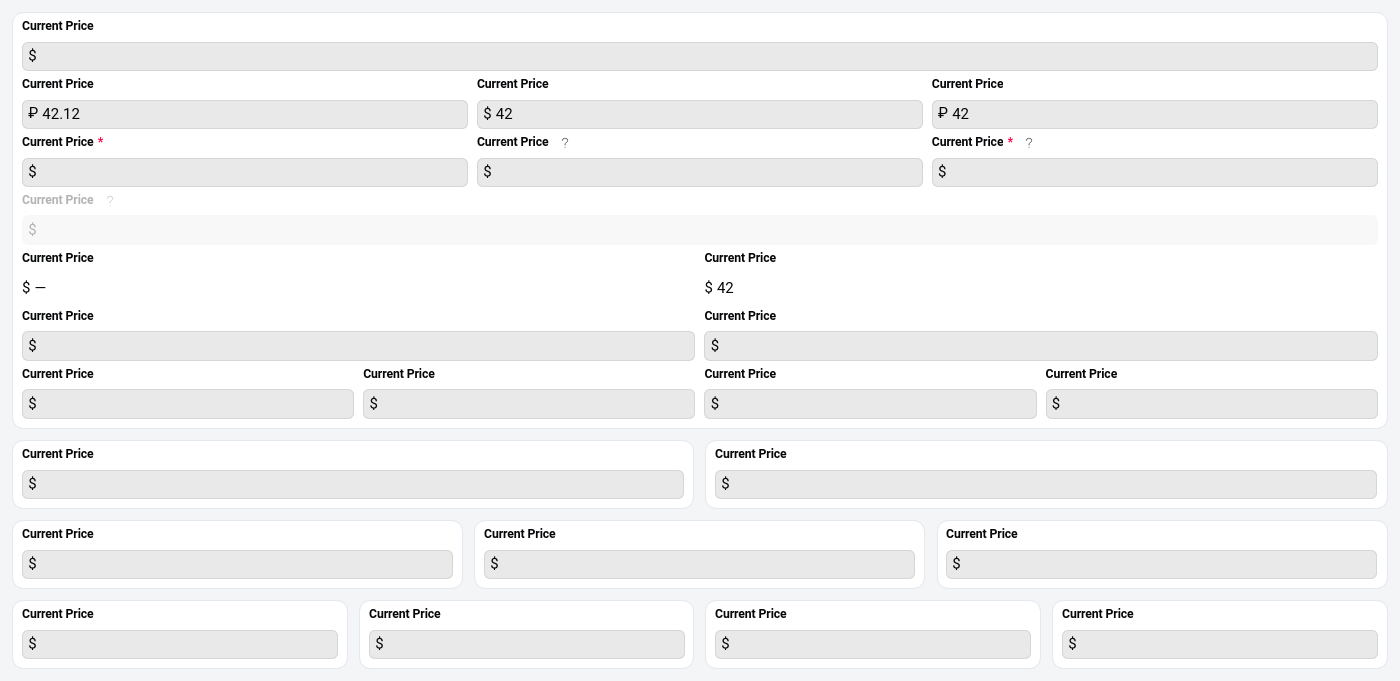 Current Price
$
Current Price Current Price Current Price
₽ 42.12 $ 42 ₽ 42
Current Price * Current Price ? Current Price * ?
$ $ $
Current Price ?
$
Current Price Current Price
$ — $ 42
Current Price Current Price
$ $
Current Price Current Price Current Price Current Price
$ $ $ $
Current Price Current Price
$ $
Current Price Current Price Current Price
$ $ $
Current Price Current Price Current Price Current Price
$ $ $ $